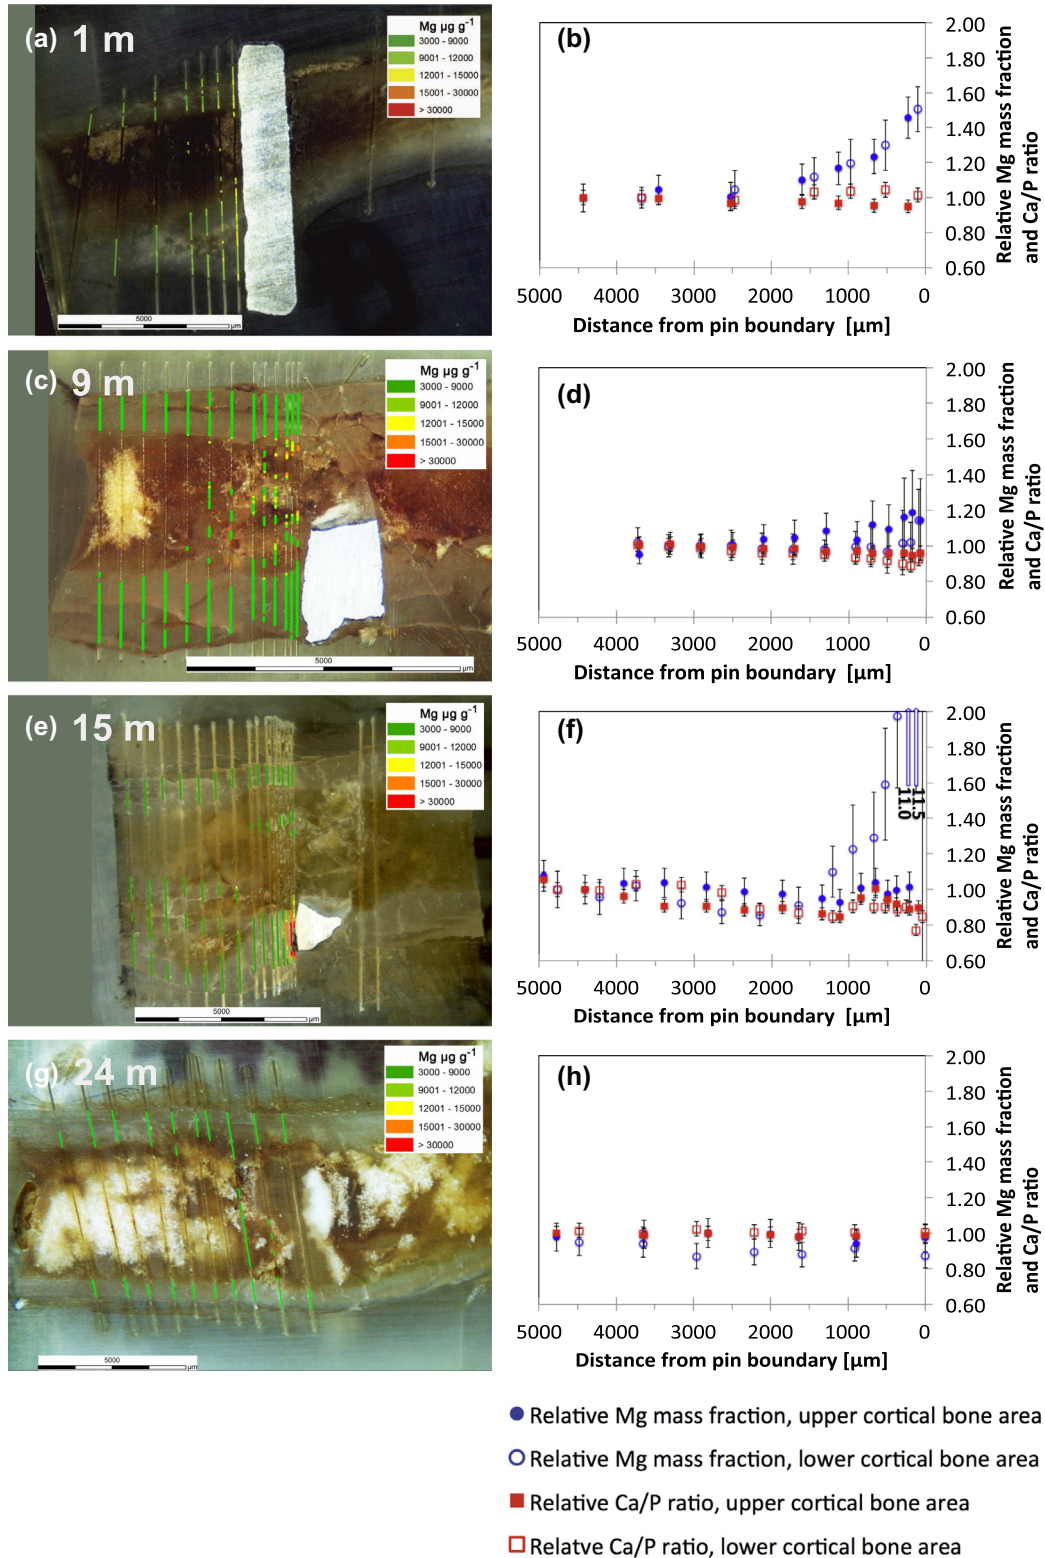 (a) 1 m
Mg µg g-1
3000 - 9000
9001 - 12000
12001 - 15000
15001 - 30000
> 30000
5000
µm
(b)
2.00
1.80
1.60
1.40
1.20
1.00
0.80
0.60
5000 4000 3000 2000 1000 0
Distance from pin boundary [µm]
Relative Mg mass fraction
and Ca/P ratio
(c) 9 m
Mg µg g-1
3000 - 9000
9001 - 12000
12001 - 15000
15001 - 30000
> 30000
5000
µm
(d)
2.00
1.80
1.60
1.40
1.20
1.00
0.80
0.60
5000 4000 3000 2000 1000 0
Distance from pin boundary [µm]
Relative Mg mass fraction
and Ca/P ratio
(e) 15 m
Mg µg g-1
3000 - 9000
9001 - 12000
12001 - 15000
15001 - 30000
> 30000
5000
µm
(f)
11.0
11.5
2.00
1.80
1.60
1.40
1.20
1.00
0.80
0.60
5000 4000 3000 2000 1000 0
Distance from pin boundary [µm]
Relative Mg mass fraction
and Ca/P ratio
(g) 24 m
Mg µg g-1
3000 - 9000
9001 - 12000
12001 - 15000
15001 - 30000
> 30000
5000
µm
(h)
2.00
1.80
1.60
1.40
1.20
1.00
0.80
0.60
5000 4000 3000 2000 1000 0
Distance from pin boundary [µm]
Relative Mg mass fraction
and Ca/P ratio
Relative Mg mass fraction, upper cortical bone area
Relative Mg mass fraction, lower cortical bone area
Relative Ca/P ratio, upper cortical bone area
Relatve Ca/P ratio, lower cortical bone area